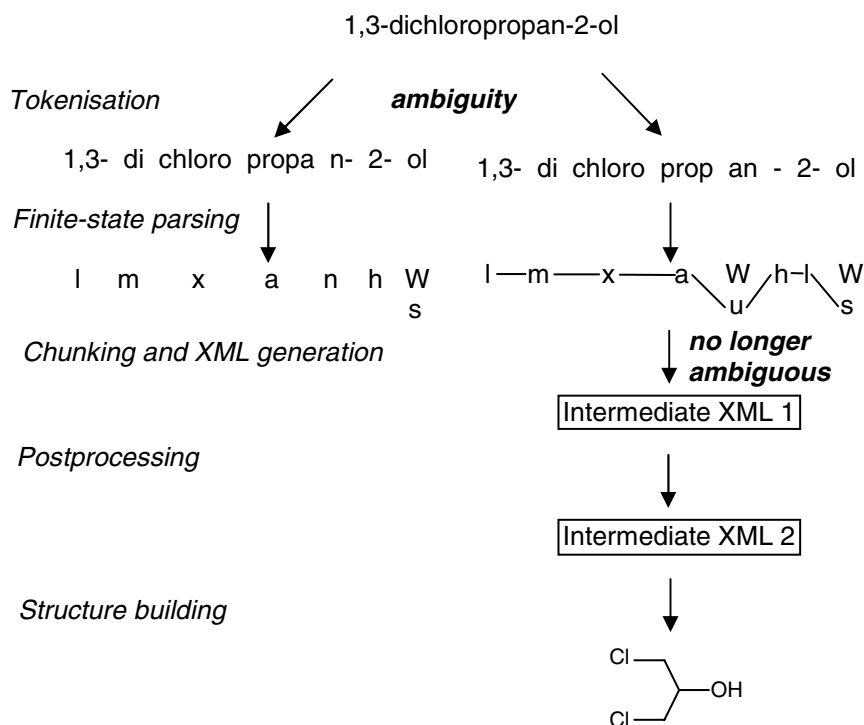 1,3-dichloropropan-2-ol
Tokenisation
ambiguity
1,3- di chloro propa n- 2- ol
1,3- di chloro prop an - 2- ol
Finite-state parsing
l m x a n h W
s
l m x a W h l W
u s
Chunking and XML generation
no longer
ambiguous
Intermediate XML 1
Postprocessing
Intermediate XML 2
Structure building
Cl
OH
Cl